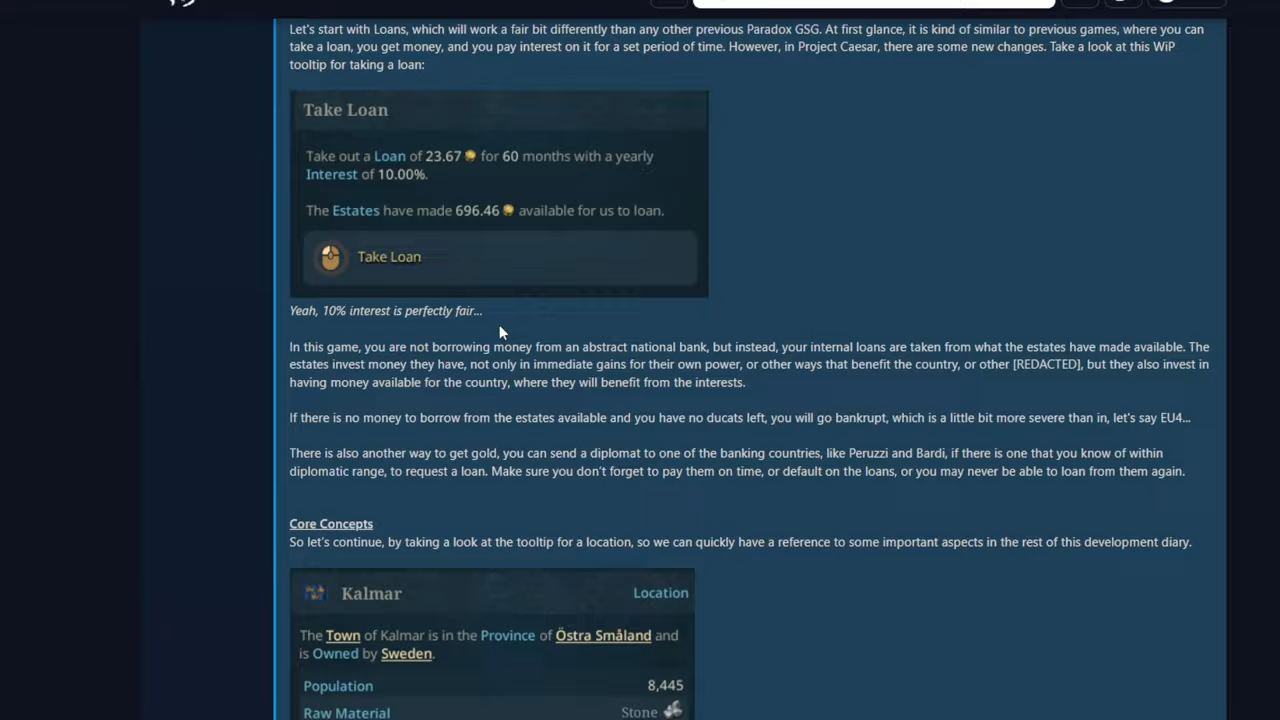 Let's start with Loans, which will work a fair bit differently than any other previous Paradox GSG. At first glance, it is kind of similar to previous games, where you can
take a loan, you get money, and you pay interest on it for a set period of time. However, in Project Caesar, there are some new changes. Take a look at this WiP
tooltip for taking a loan:
Take Loan
Take out a Loan of 23.67 for 60 months with a yearly
Interest of 10.00%.
The Estates have made 696.46 available for us to loan.
Take Loan
Yeah, 10% interest is perfectly fair...
In this game, you are not borrowing money from an abstract national bank, but instead, your internal loans are taken from what the estates have made available. The
estates invest money they have, not only in immediate gains for their own power, or other ways that benefit the country, or other [REDACTED], but they also invest in
having money available for the country, where they will benefit from the interests.
If there is no money to borrow from the estates available and you have no ducats left, you will go bankrupt, which is a little bit more severe than in, let's say EU4...
There is also another way to get gold, you can send a diplomat to one of the banking countries, like Peruzzi and Bardi, if there is one that you know of within
diplomatic range, to request a loan. Make sure you don't forget to pay them on time, or default on the loans, or you may never be able to loan from them again.
Core Concepts
So let's continue, by taking a look at the tooltip for a location, so we can quickly have a reference to some important aspects in the rest of this development diary.
Kalmar Location
The Town of Kalmar is in the Province of Östra Småland and
is Owned by Sweden.
Population 8,445
Raw Material Stone